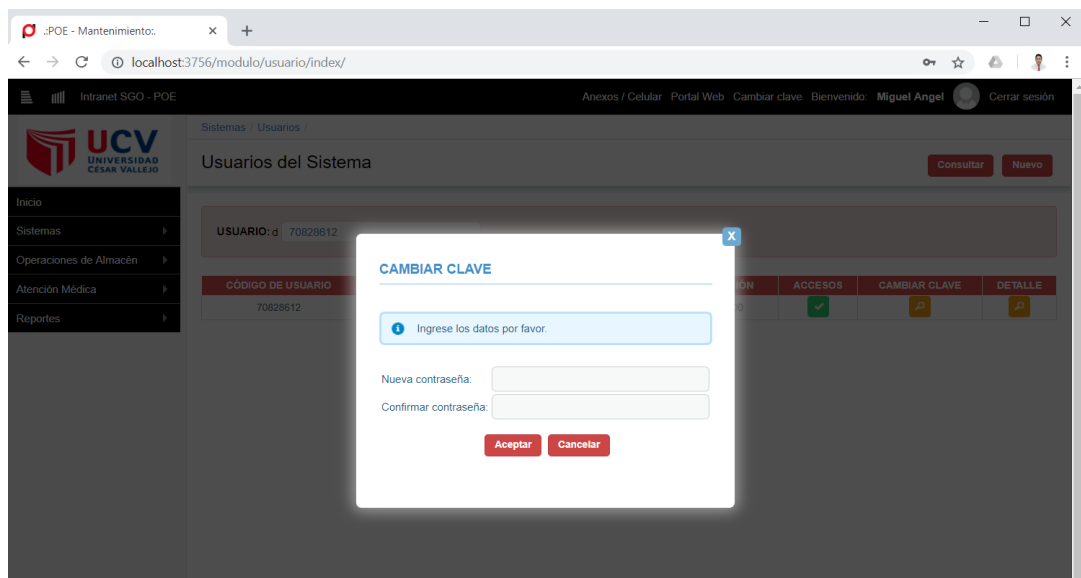 .:POE - Mantenimiento:.
localhost:3756/modulo/usuario/index/
Intranet SGO - POE
Anexos / Celular Portal Web Cambiar clave Bienvenido: Miguel Angel Cerrar sesión
UCV
UNIVERSIDAD
CÉSAR VALLEJO
Sistemas / Usuarios /
Usuarios del Sistema
Consultar Nuevo
Inicio
Sistemas
Operaciones de Almacén
Atención Médica
Reportes
USUARIO: d 70828612
CÓDIGO DE USUARIO ACCESOS CAMBIAR CLAVE DETALLE
70828612
X
CAMBIAR CLAVE
Ingrese los datos por favor.
Nueva contraseña:
Confirmar contraseña:
Aceptar Cancelar